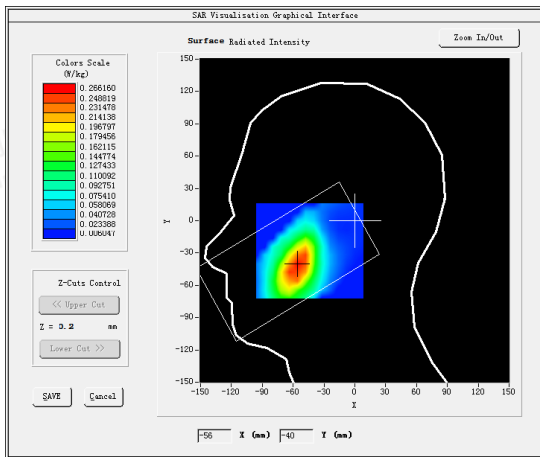 SAR Visualisation Graphical Interface
Surface Radiated Intensity
Zoom In/Out
Colors Scale
(W/kg)
0.266160
0.248819
0.231478
0.214138
0.196797
0.179456
0.162115
0.144774
0.127433
0.110092
0.092751
0.075410
0.058069
0.040728
0.023388
0.006047
Z-Cuts Control
<< Upper Cut
Z = 0.2 mm
Lower Cut >>
SAVE
Cancel
150
120
90
60
30
0
-30
-60
-90
-120
-150
Y
-150 -120 -90 -60 -30 0 30 60 90 120 150
X
-56 X (mm) -40 Y (mm)